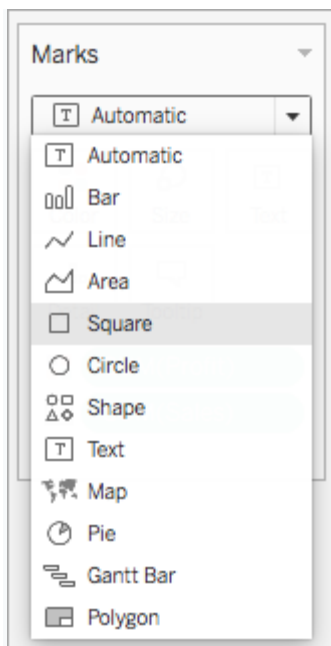 Marks
Automatic
Automatic
Bar
Line
Area
Square
Circle
Shape
Text
Map
Pie
Gantt Bar
Polygon